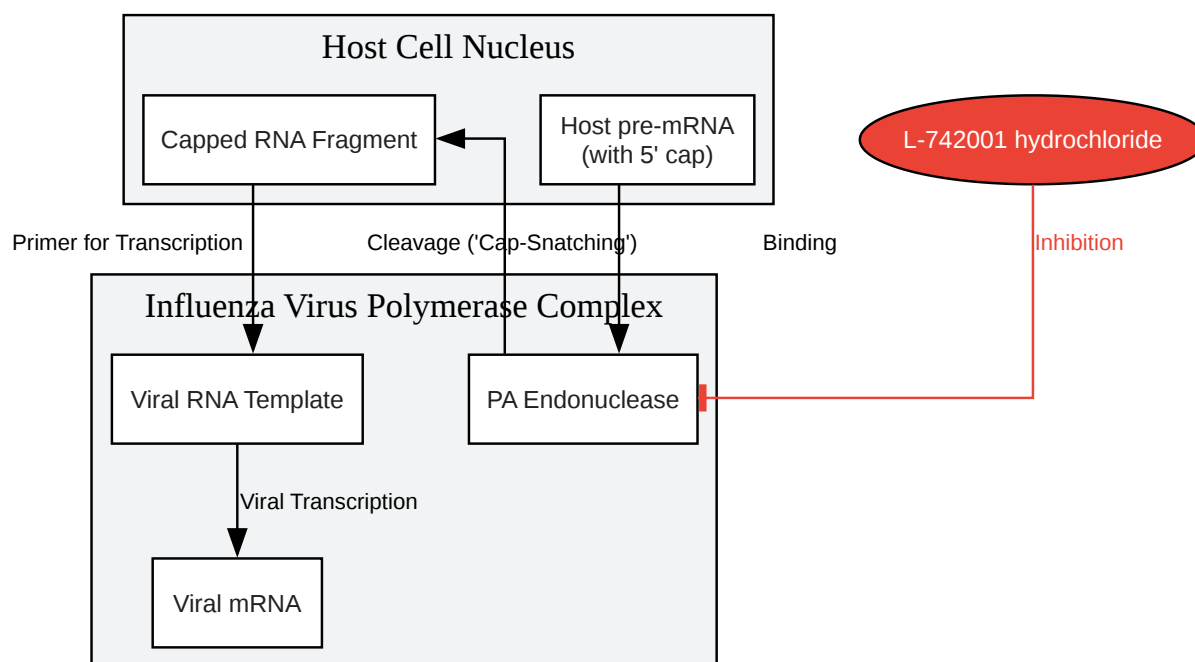 Host Cell Nucleus
Capped RNA Fragment
Host pre-mRNA
(with 5' cap)
L-742001 hydrochloride
Primer for Transcription
Cleavage ('Cap-Snatching')
Binding
Inhibition
Influenza Virus Polymerase Complex
Viral RNA Template
PA Endonuclease
Viral Transcription
Viral mRNA